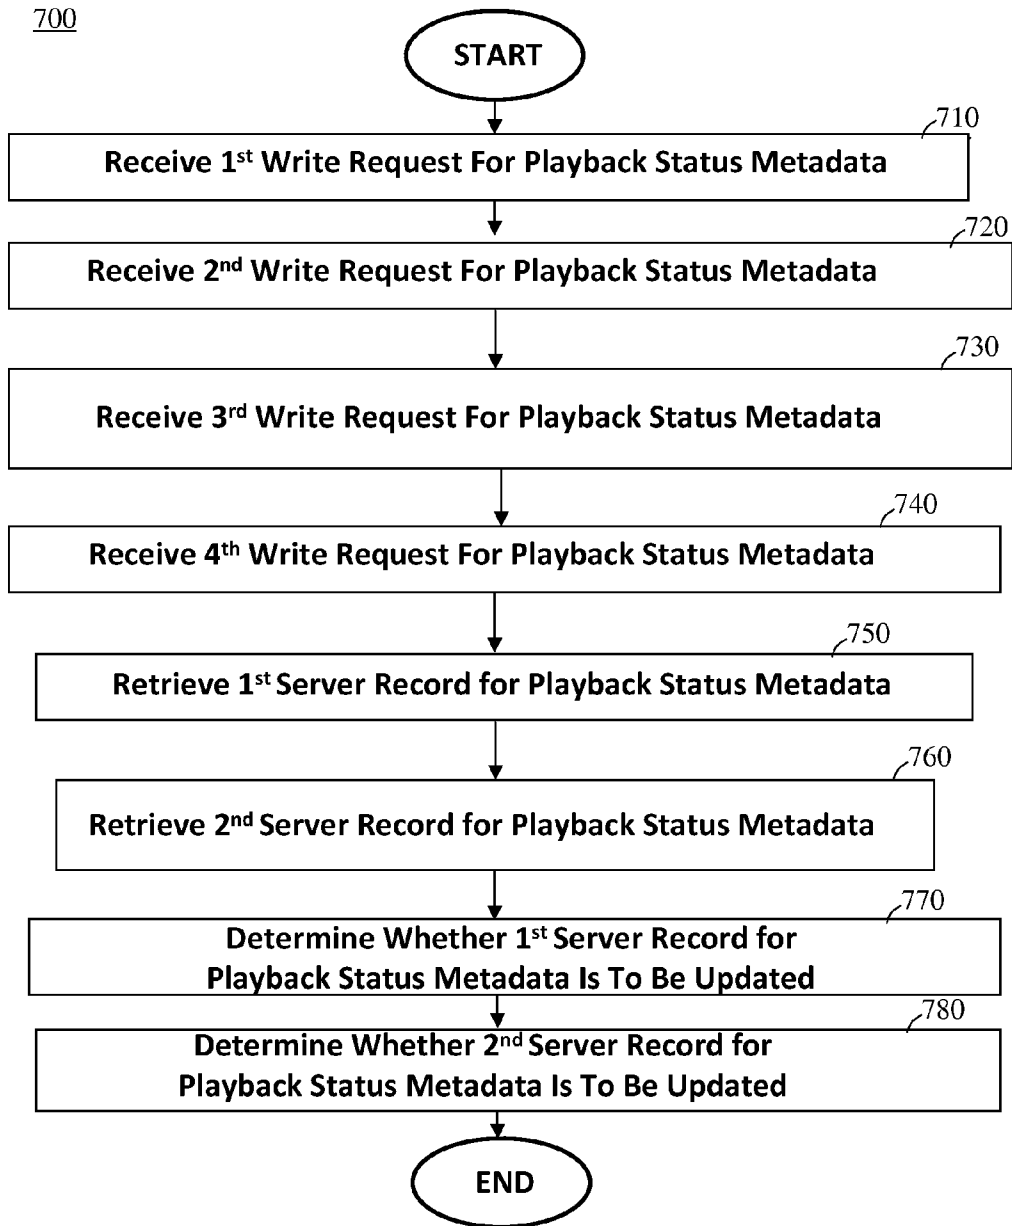 700
START
710
Receive 1st Write Request For Playback Status Metadata
720
Receive 2nd Write Request For Playback Status Metadata
730
Receive 3rd Write Request For Playback Status Metadata
740
Receive 4th Write Request For Playback Status Metadata
750
Retrieve 1st Server Record for Playback Status Metadata
760
Retrieve 2nd Server Record for Playback Status Metadata
770
Determine Whether 1st Server Record for
Playback Status Metadata Is To Be Updated
780
Determine Whether 2nd Server Record for
Playback Status Metadata Is To Be Updated
END